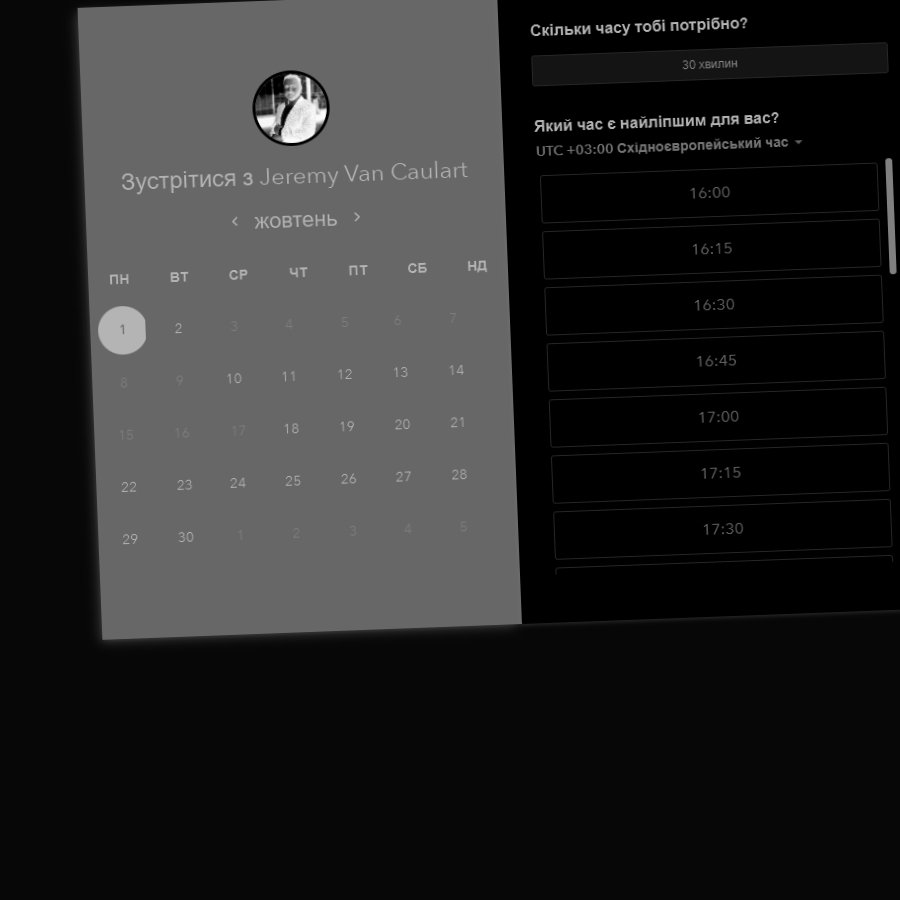 Зустрітися з Jeremy Van Caulart
жовтень
ПН ВТ СР ЧТ ПТ СБ НД
1 2 3 4 5 6 7
8 9 10 11 12 13 14
15 16 17 18 19 20 21
22 23 24 25 26 27 28
29 30 1 2 3 4 5
Скільки часу тобі потрібно?
30 хвилин
Який час є найліпшим для вас?
UTC +03:00 Східноєвропейський час
16:00
16:15
16:30
16:45
17:00
17:15
17:30